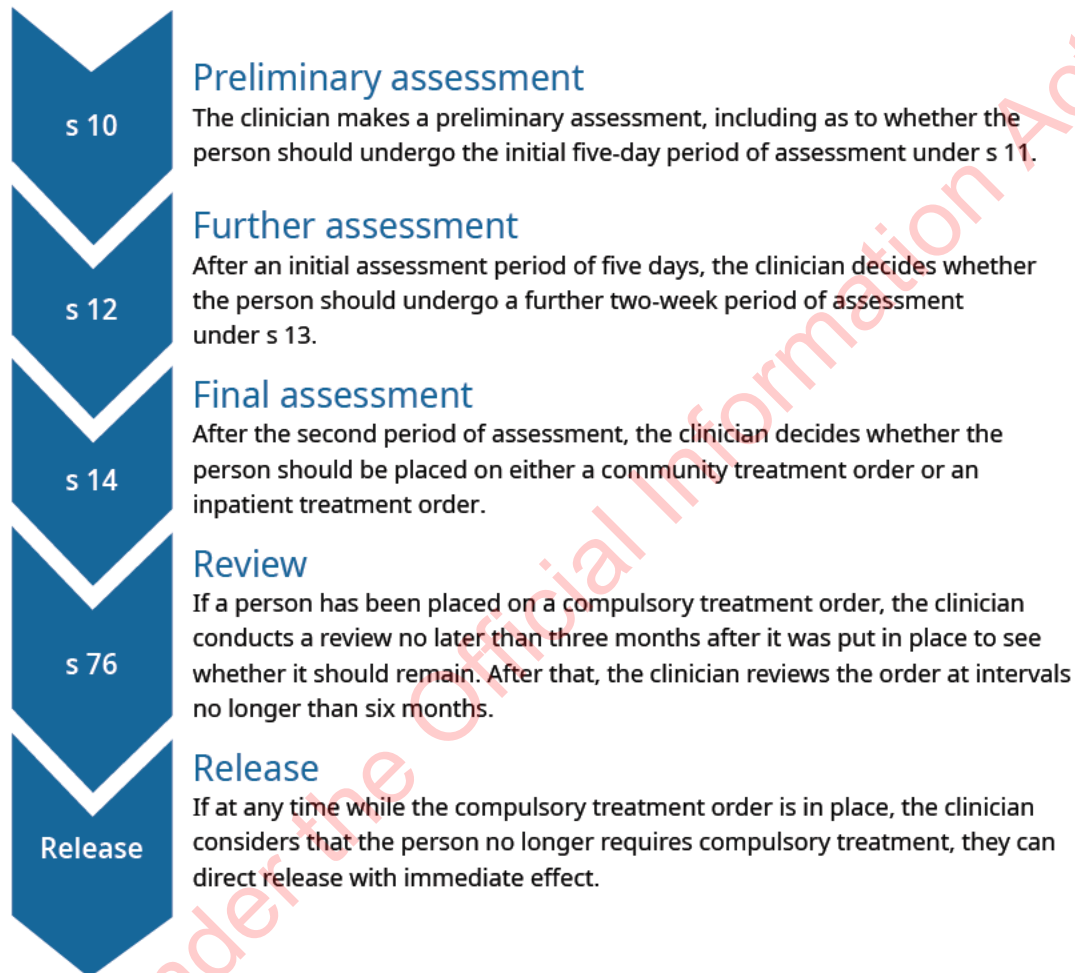 s 10
Preliminary assessment
The clinician makes a preliminary assessment, including as to whether the
person should undergo the initial five-day period of assessment under s 11.
s 12
Further assessment
After an initial assessment period of five days, the clinician decides whether
the person should undergo a further two-week period of assessment
under s 13.
s 14
Final assessment
After the second period of assessment, the clinician decides whether the
person should be placed on either a community treatment order or an
inpatient treatment order.
s 76
Review
If a person has been placed on a compulsory treatment order, the clinician
conducts a review no later than three months after it was put in place to see
whether it should remain. After that, the clinician reviews the order at intervals
no longer than six months.
Release
Release
If at any time while the compulsory treatment order is in place, the clinician
considers that the person no longer requires compulsory treatment, they can
direct release with immediate effect.
the Official Information